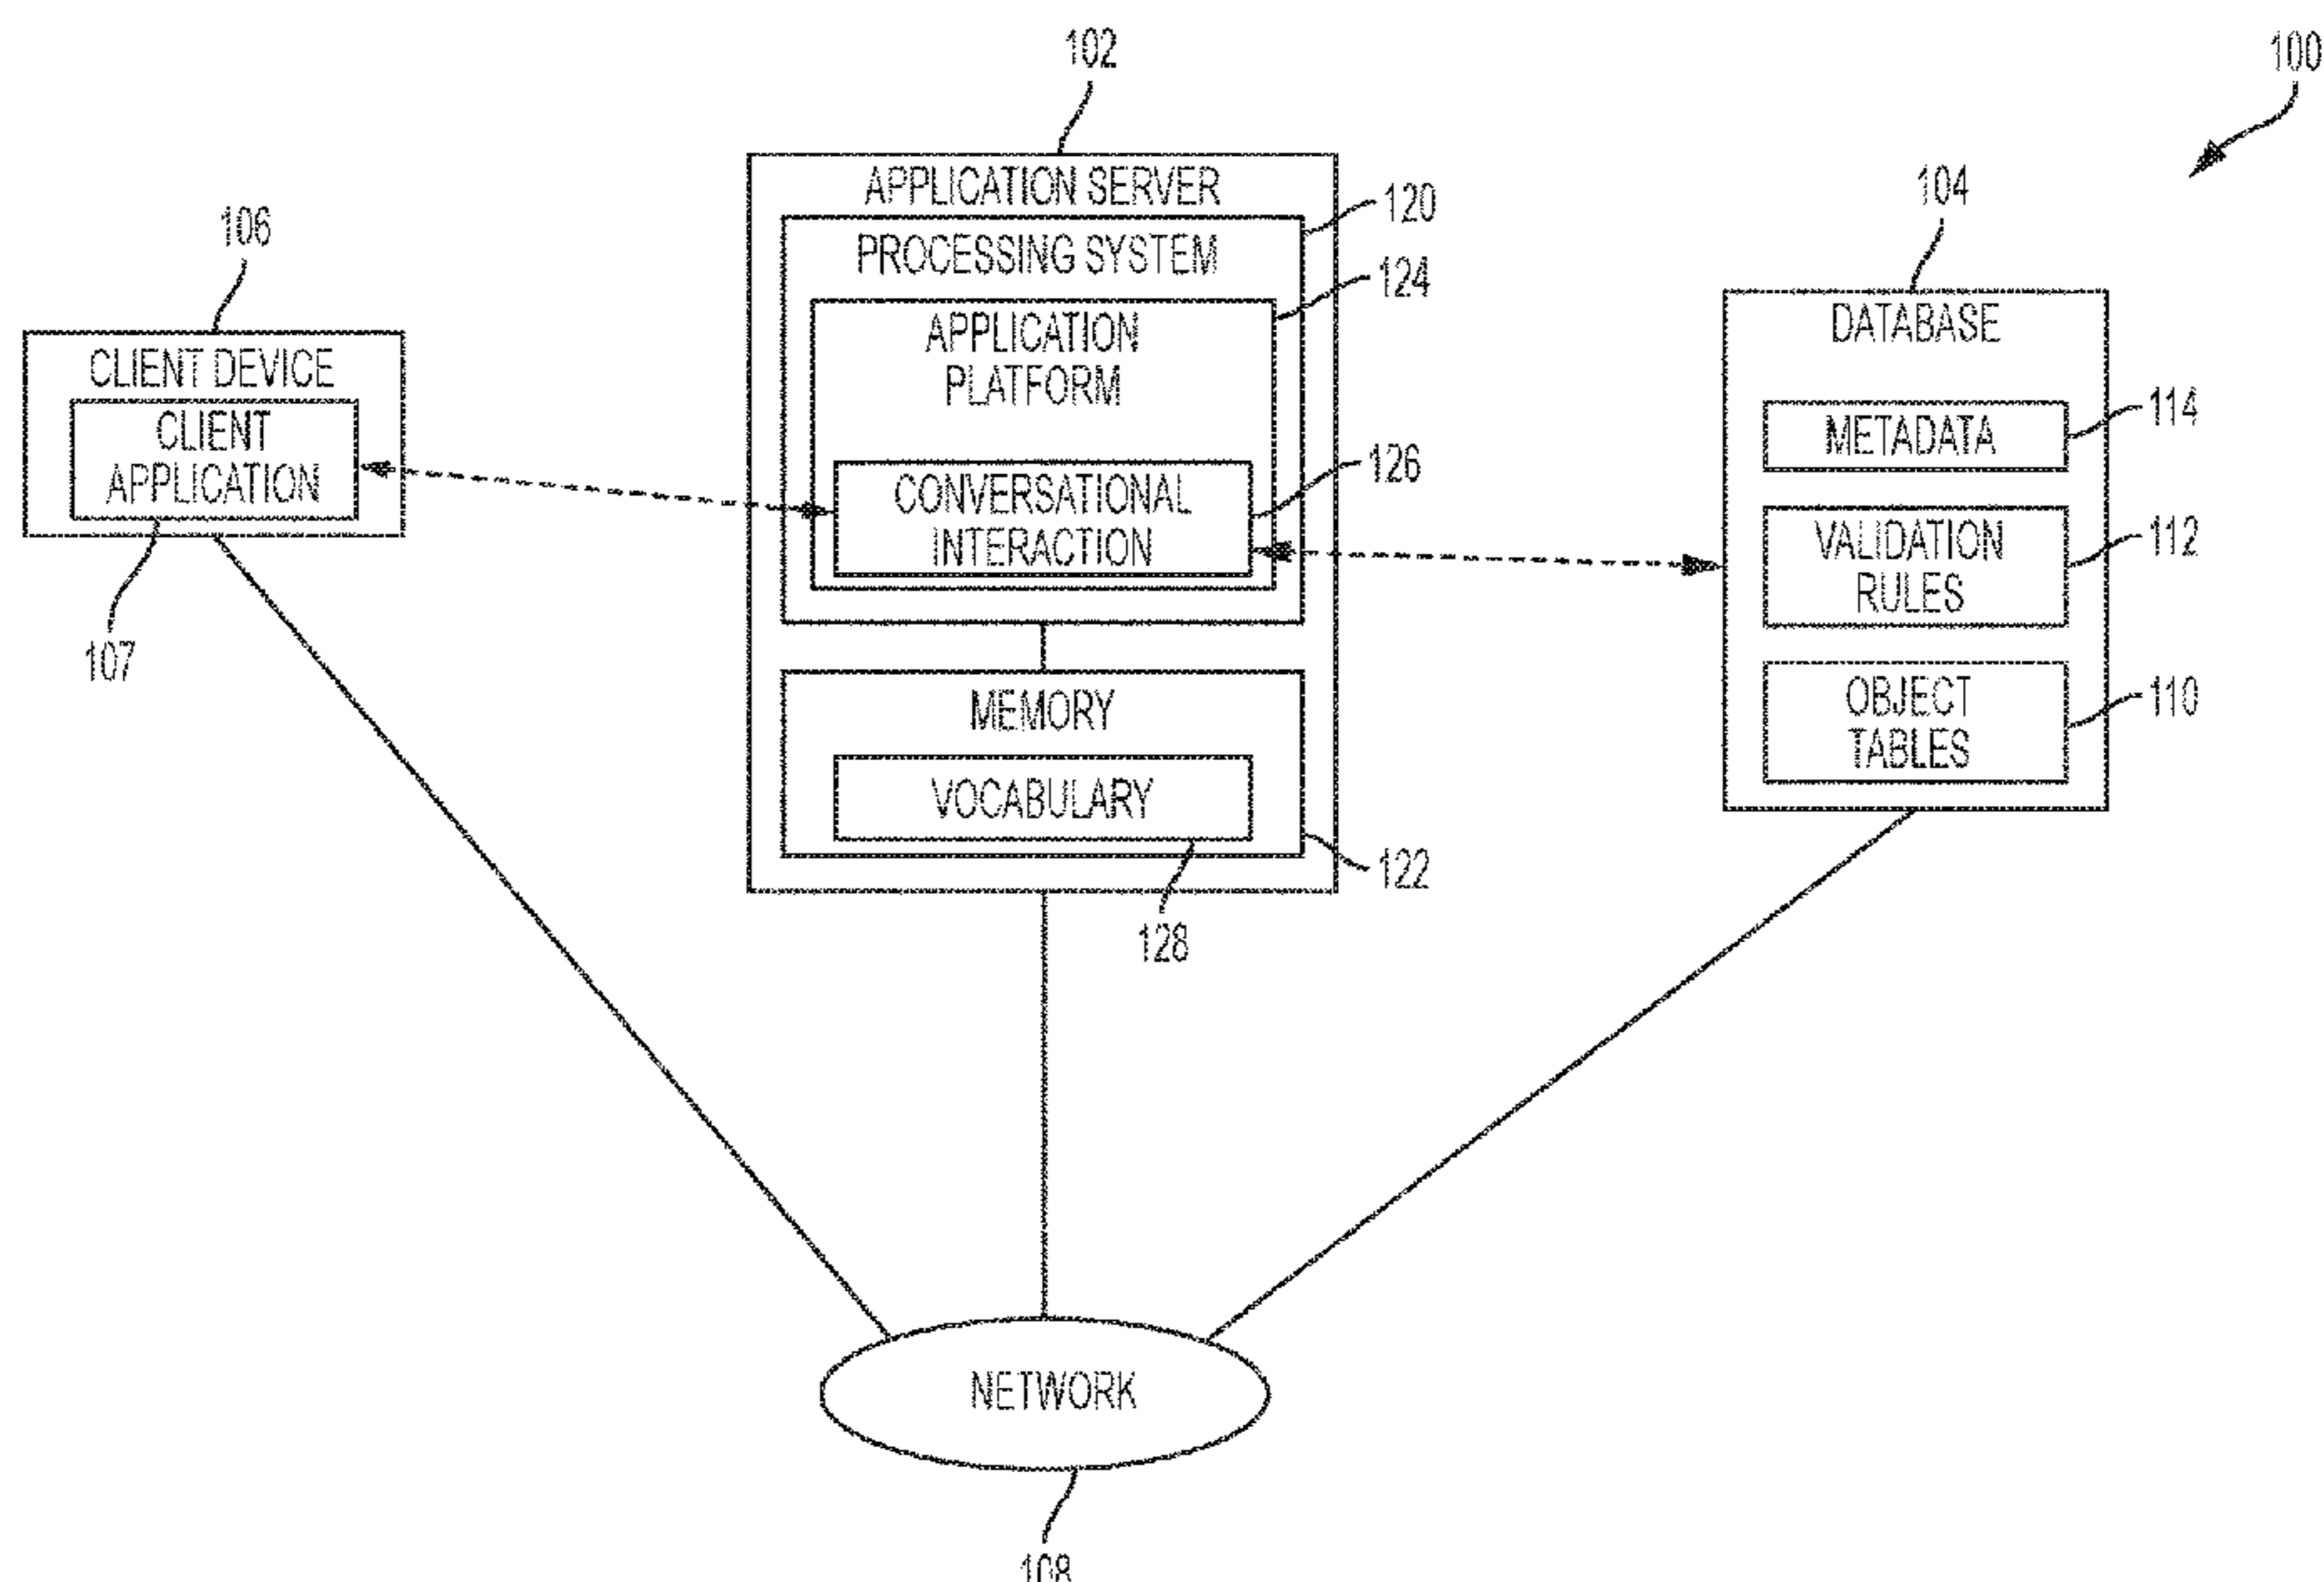 102
100
APPLICATION SERVER
104
120
106
PROCESSING SYSTEM
124
DATABASE
APPLICATION
PLATFORM
CLIENT DEVICE
METADATA
114
CLIENT
APPLICATION
126
CONVERSATIONAL
INTERACTION
VALIDATION
RULES
112
107
MEMORY
OBJECT
TABLES
110
VOCABULARY
122
128
NETWORK
108